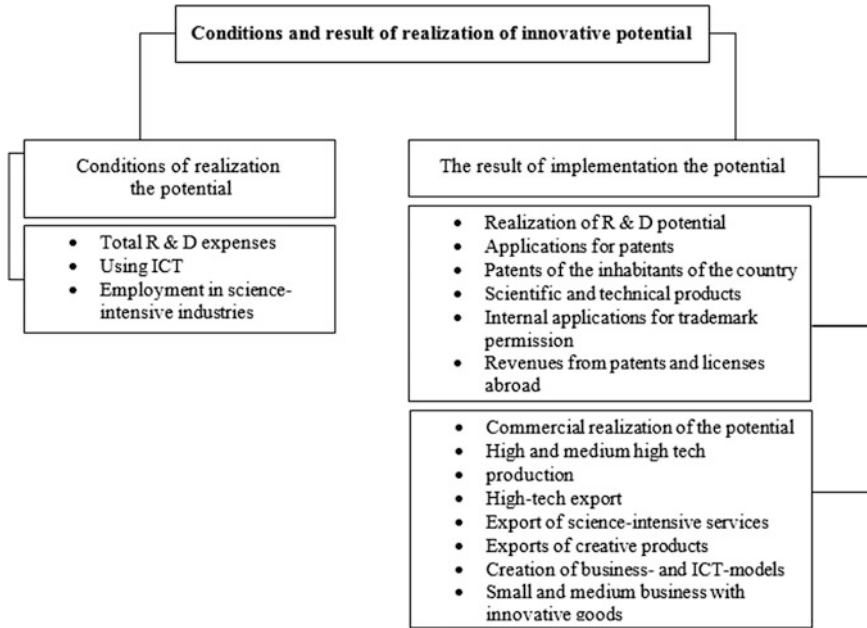 Conditions and result of realization of innovative potential
Conditions of realization
the potential
• Total R & D expenses
• Using ICT
• Employment in science-
intensive industries
The result of implementation the potential
• Realization of R & D potential
• Applications for patents
• Patents of the inhabitants of the country
• Scientific and technical products
• Internal applications for trademark
permission
• Revenues from patents and licenses
abroad
• Commercial realization of the potential
• High and medium high tech
• production
• High-tech export
• Export of science-intensive services
• Exports of creative products
• Creation of business- and ICT-models
• Small and medium business with
innovative goods